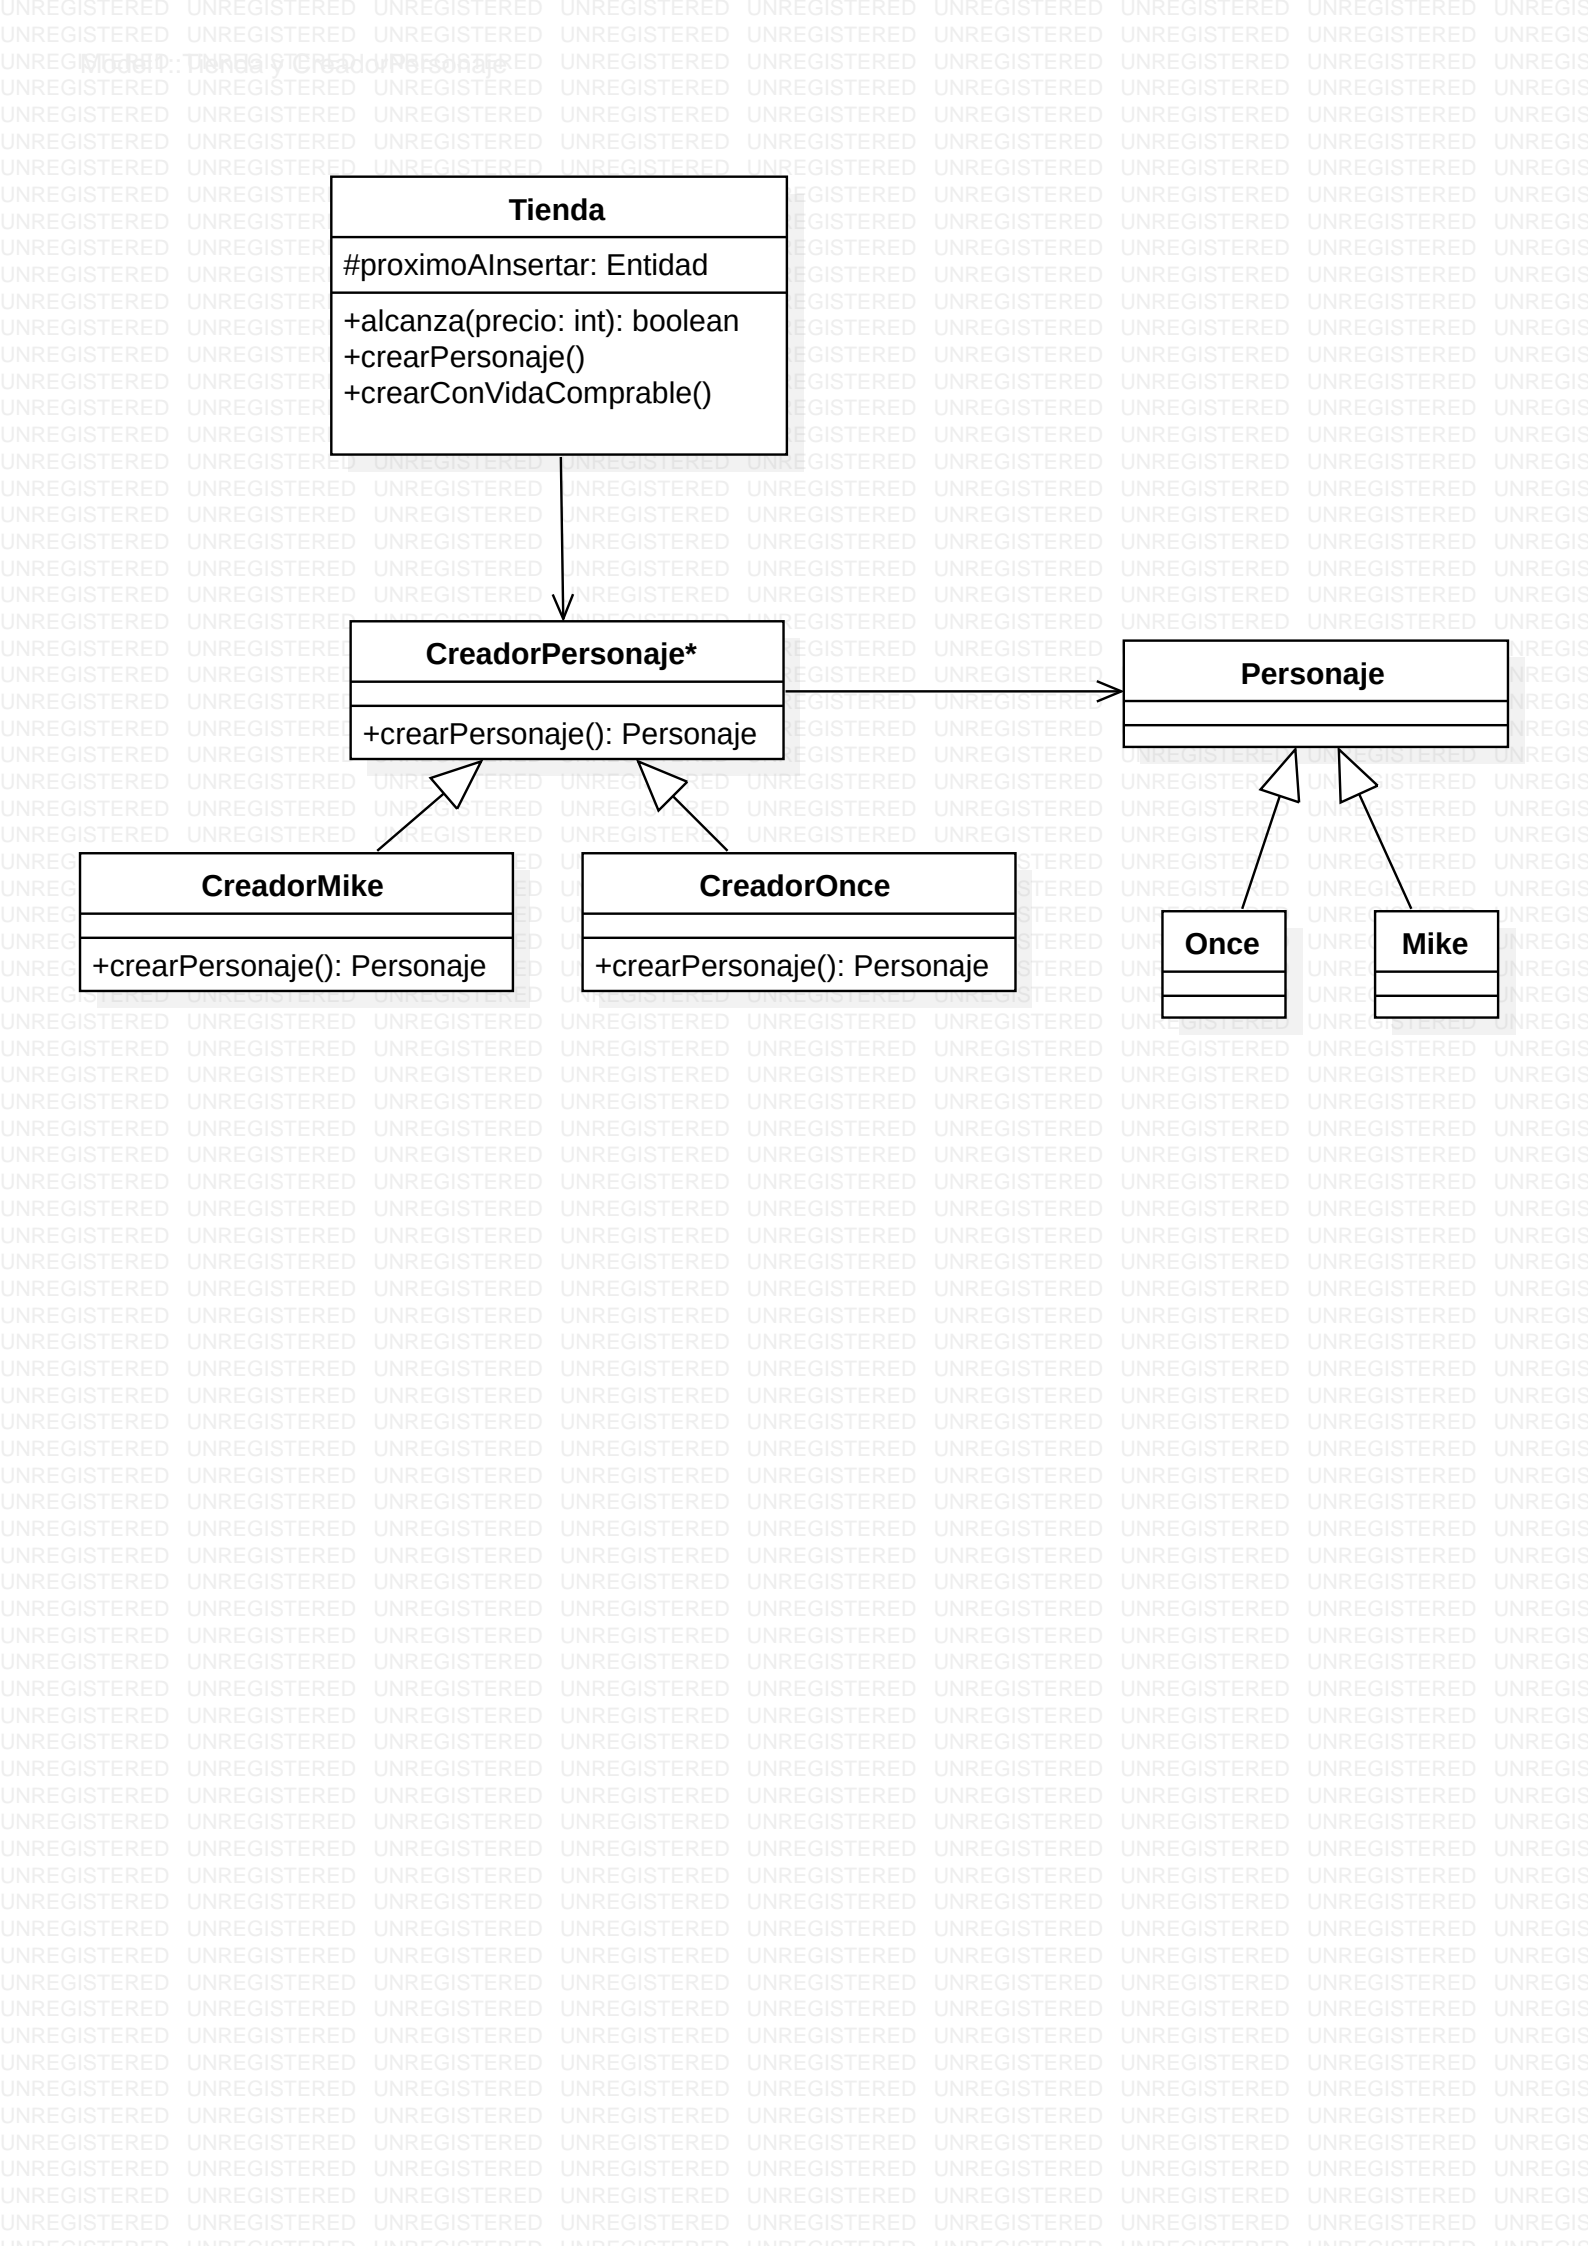 Model1::Tienda y CreadorPersonaje
Tienda
#proximoAInsertar: Entidad
+alcanza(precio: int): boolean
+crearPersonaje()
+crearConVidaComprable()
CreadorPersonaje*
+crearPersonaje(): Personaje
Personaje
CreadorMike
+crearPersonaje(): Personaje
CreadorOnce
+crearPersonaje(): Personaje
Once
Mike
UNREGISTERED